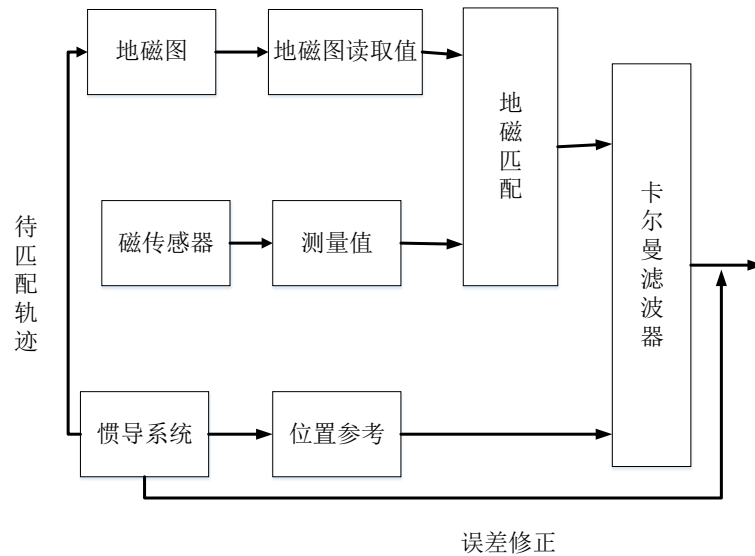 地磁图
地磁图读取值
地磁匹配
卡尔曼滤波器
待匹配轨迹
磁传感器
测量值
惯导系统
位置参考
误差修正